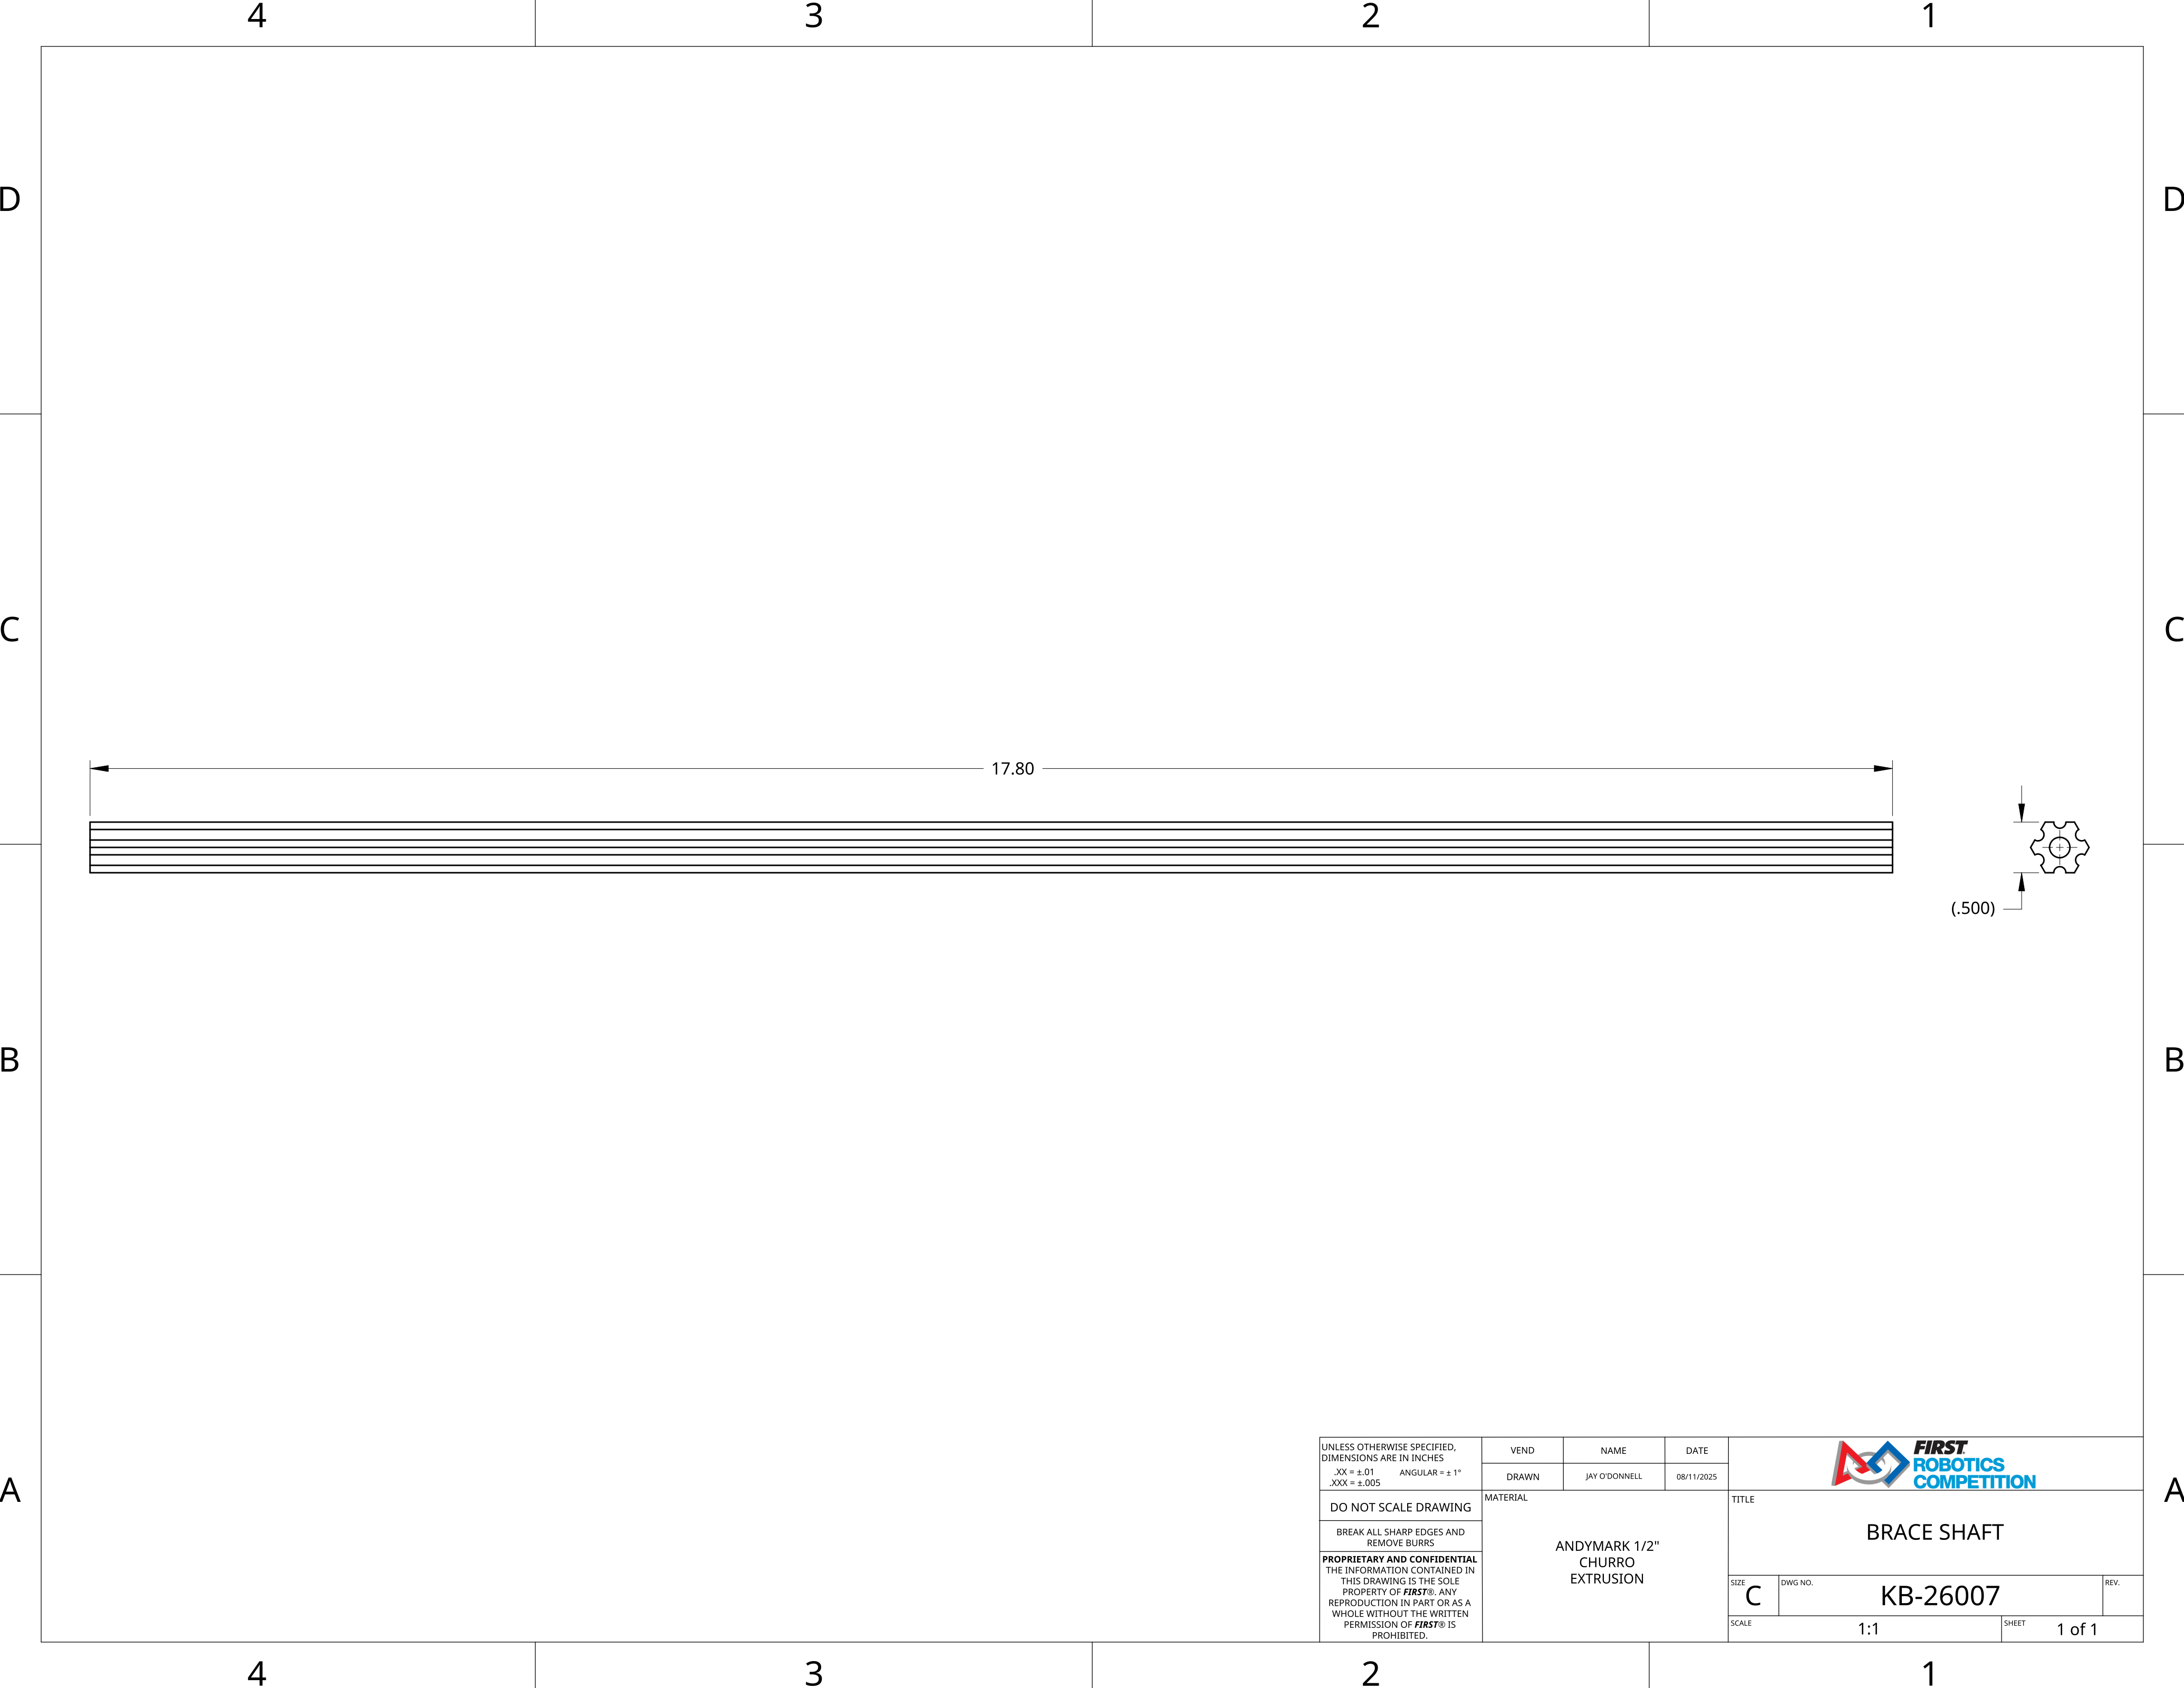 4 3 2 1
D D
C C
17.80
(.500)
B B
A A
UNLESS OTHERWISE SPECIFIED,
DIMENSIONS ARE IN INCHES
.XX = ±.01 ANGULAR = ± 1°
.XXX = ±.005
DO NOT SCALE DRAWING
BREAK ALL SHARP EDGES AND
REMOVE BURRS
PROPRIETARY AND CONFIDENTIAL
THE INFORMATION CONTAINED IN
THIS DRAWING IS THE SOLE
PROPERTY OF FIRST®. ANY
REPRODUCTION IN PART OR AS A
WHOLE WITHOUT THE WRITTEN
PERMISSION OF FIRST® IS
PROHIBITED.
VEND NAME DATE
DRAWN JAY O'DONNELL 08/11/2025
MATERIAL
ANDYMARK 1/2"
CHURRO
EXTRUSION
FIRST
ROBOTICS
COMPETITION
TITLE
BRACE SHAFT
SIZE C DWG NO. KB-26007 REV.
SCALE 1:1 SHEET 1 of 1
4 3 2 1